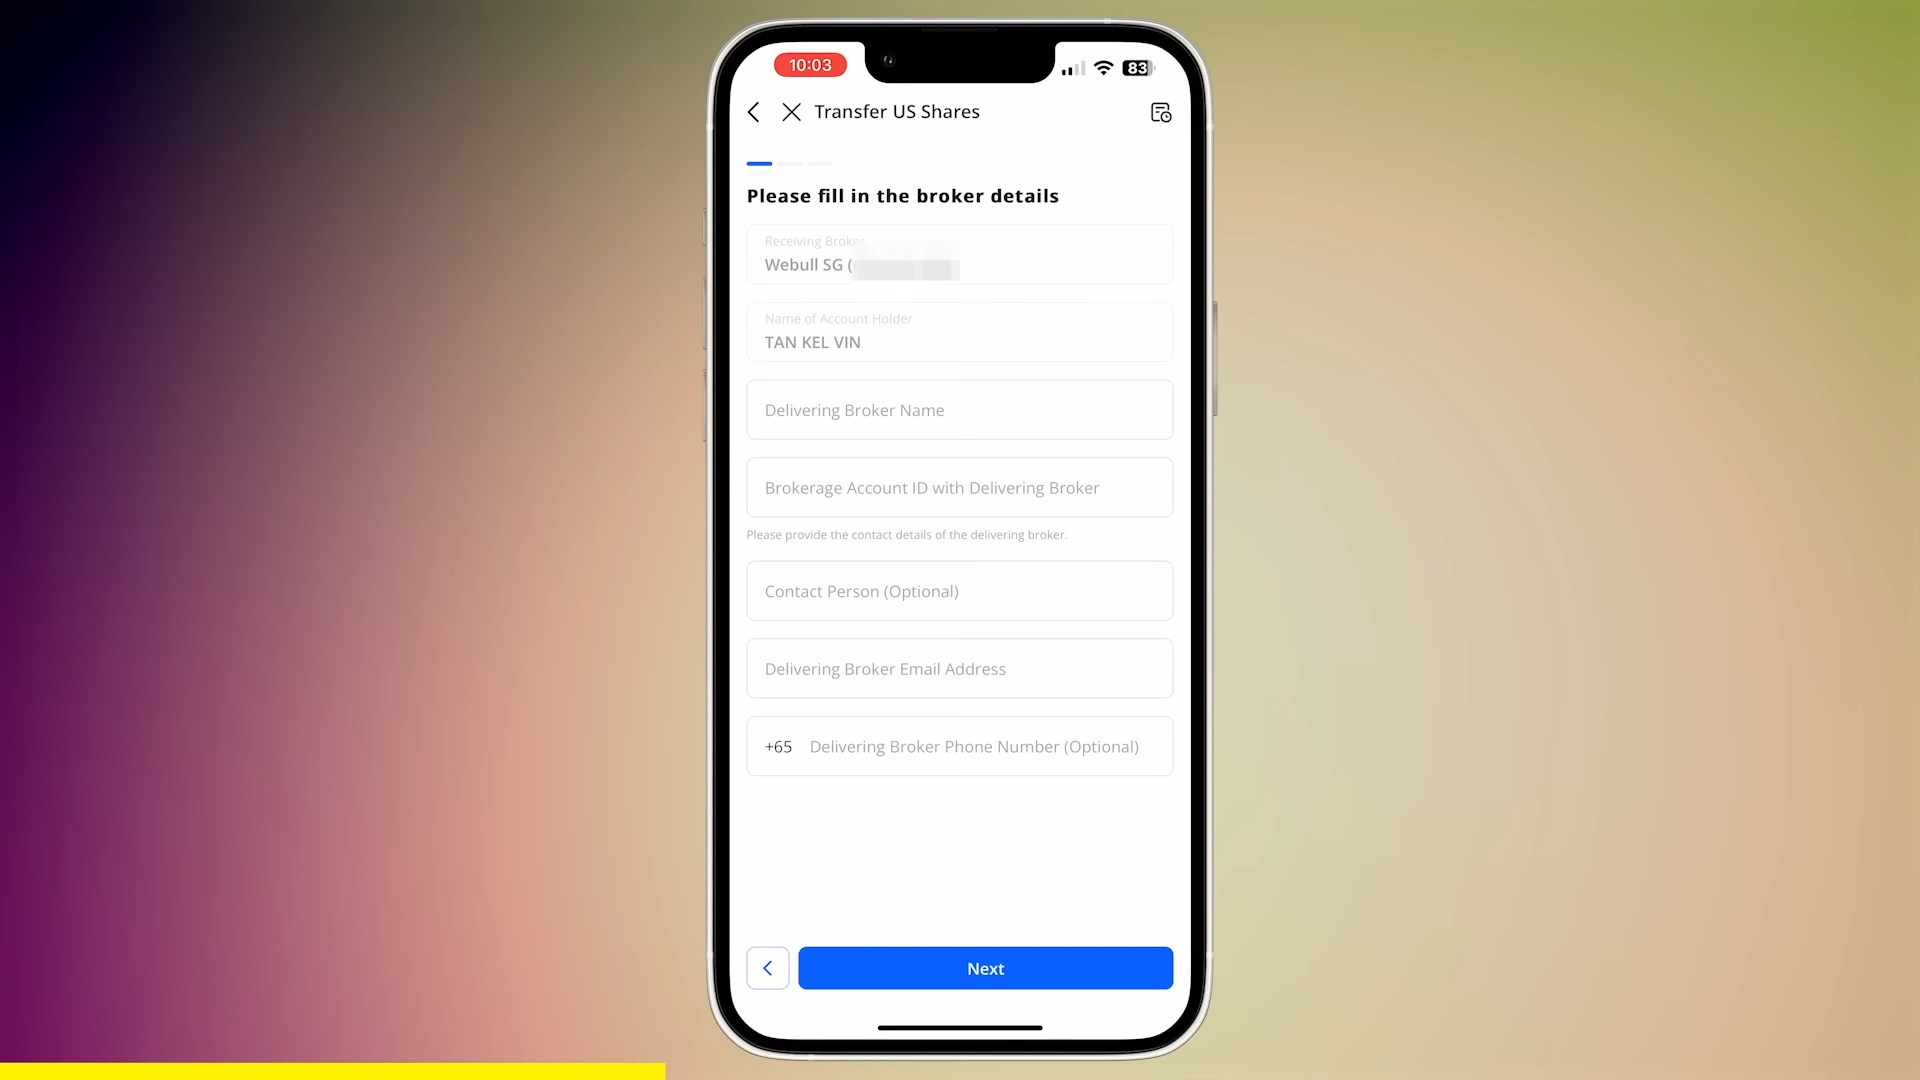 10:03
83
Transfer US Shares
Please fill in the broker details
Receiving Broker
Webull SG (
Name of Account Holder
TAN KEL VIN
Delivering Broker Name
Brokerage Account ID with Delivering Broker
Please provide the contact details of the delivering broker.
Contact Person (Optional)
Delivering Broker Email Address
+65 Delivering Broker Phone Number (Optional)
Next